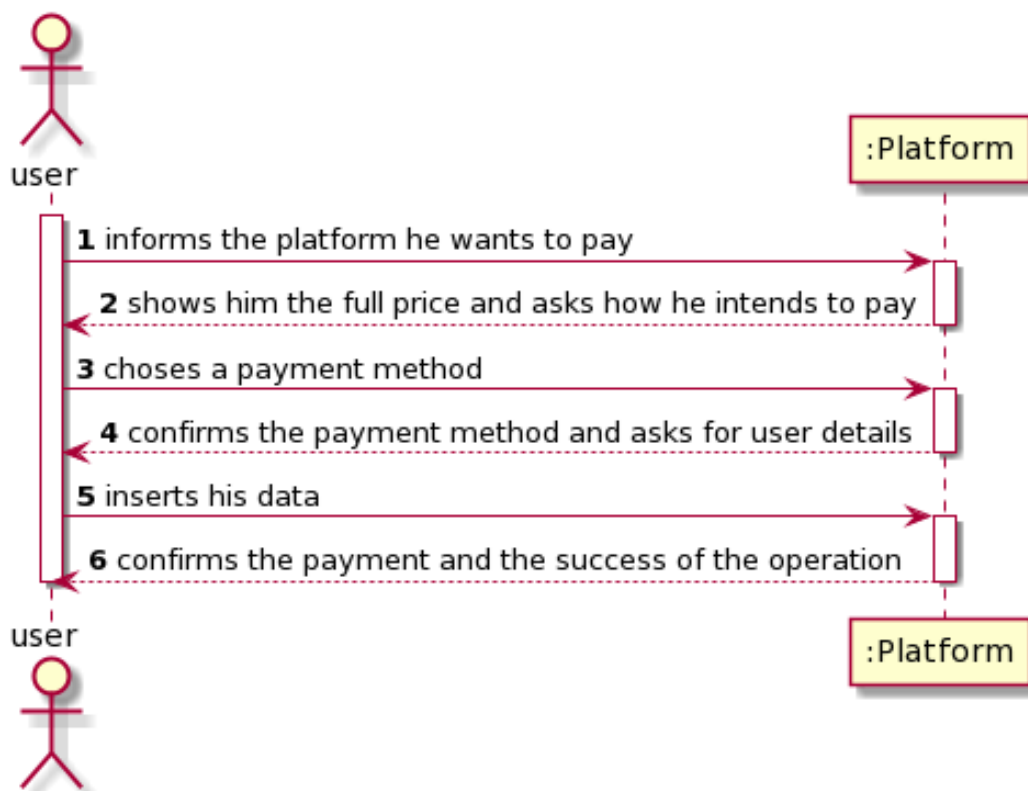 user
:Platform
1 informs the platform he wants to pay
2 shows him the full price and asks how he intends to pay
3 choses a payment method
4 confirms the payment method and asks for user details
5 inserts his data
6 confirms the payment and the success of the operation
user
:Platform